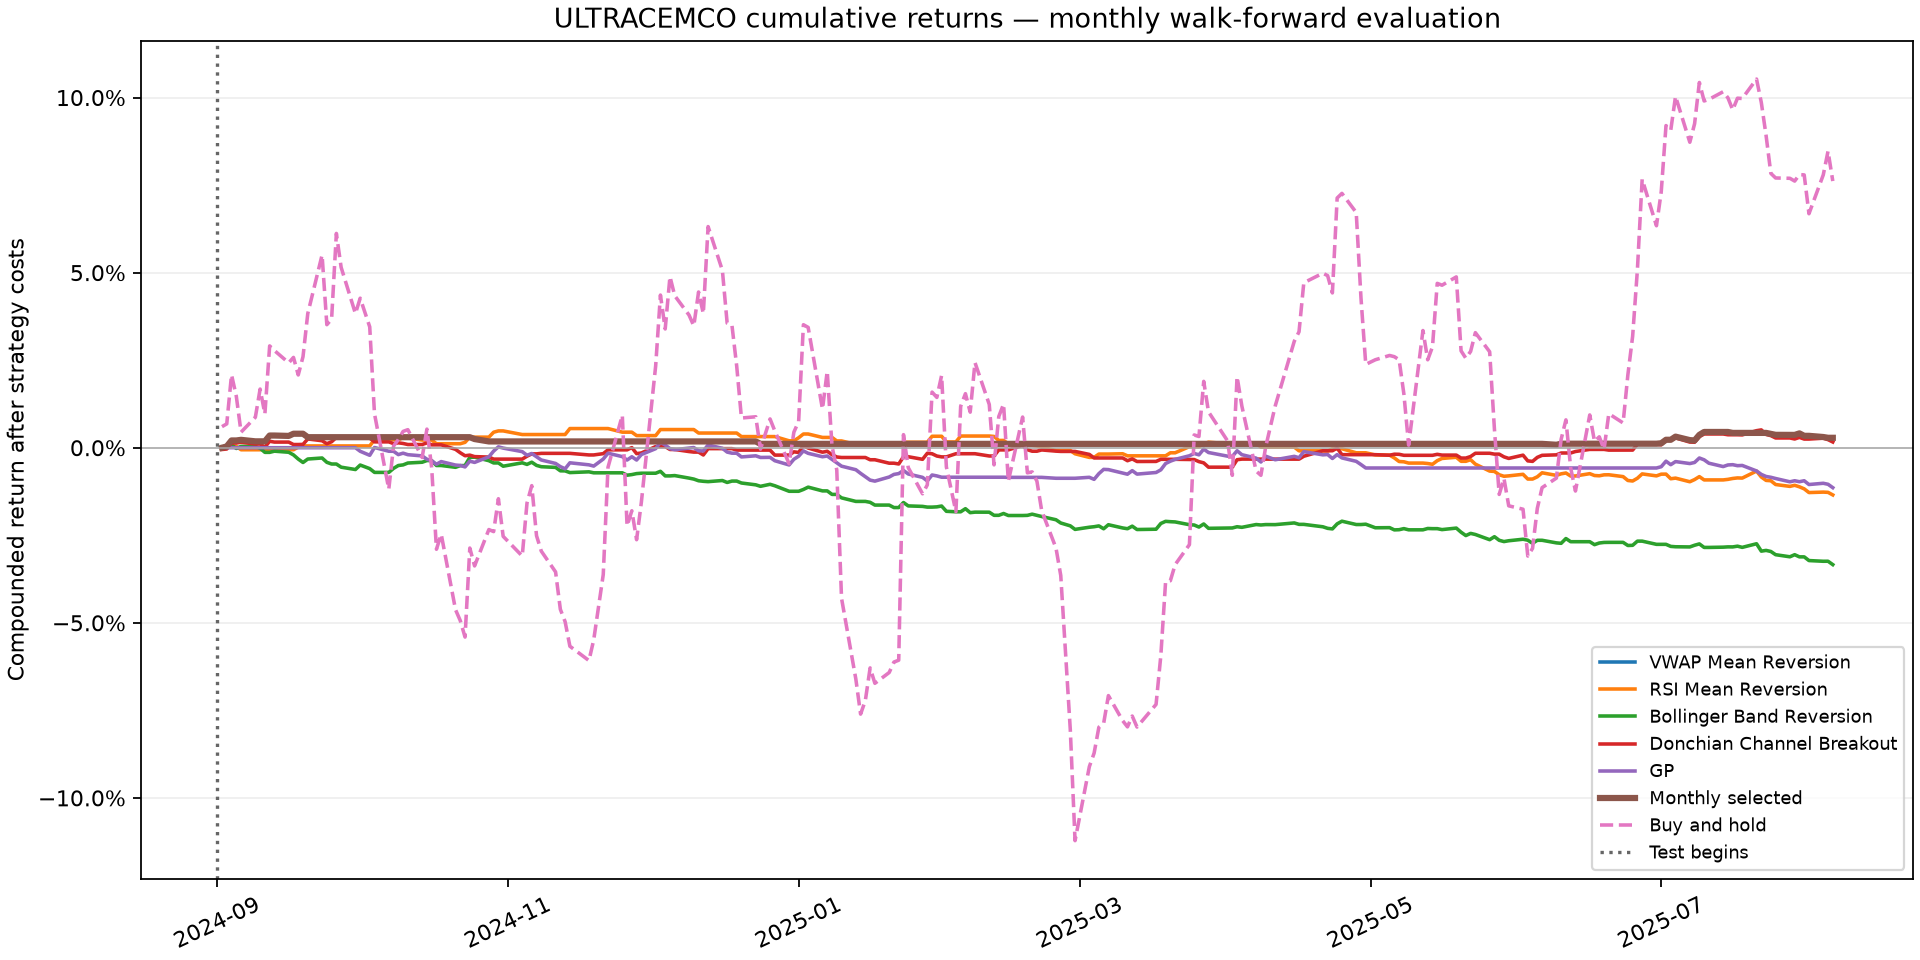 ULTRACEMCO cumulative returns — monthly walk-forward evaluation
Compounded return after strategy costs
10.0%
5.0%
0.0%
−5.0%
−10.0%
2024-09
2024-11
2025-01
2025-03
2025-05
2025-07
VWAP Mean Reversion
RSI Mean Reversion
Bollinger Band Reversion
Donchian Channel Breakout
GP
Monthly selected
Buy and hold
Test begins